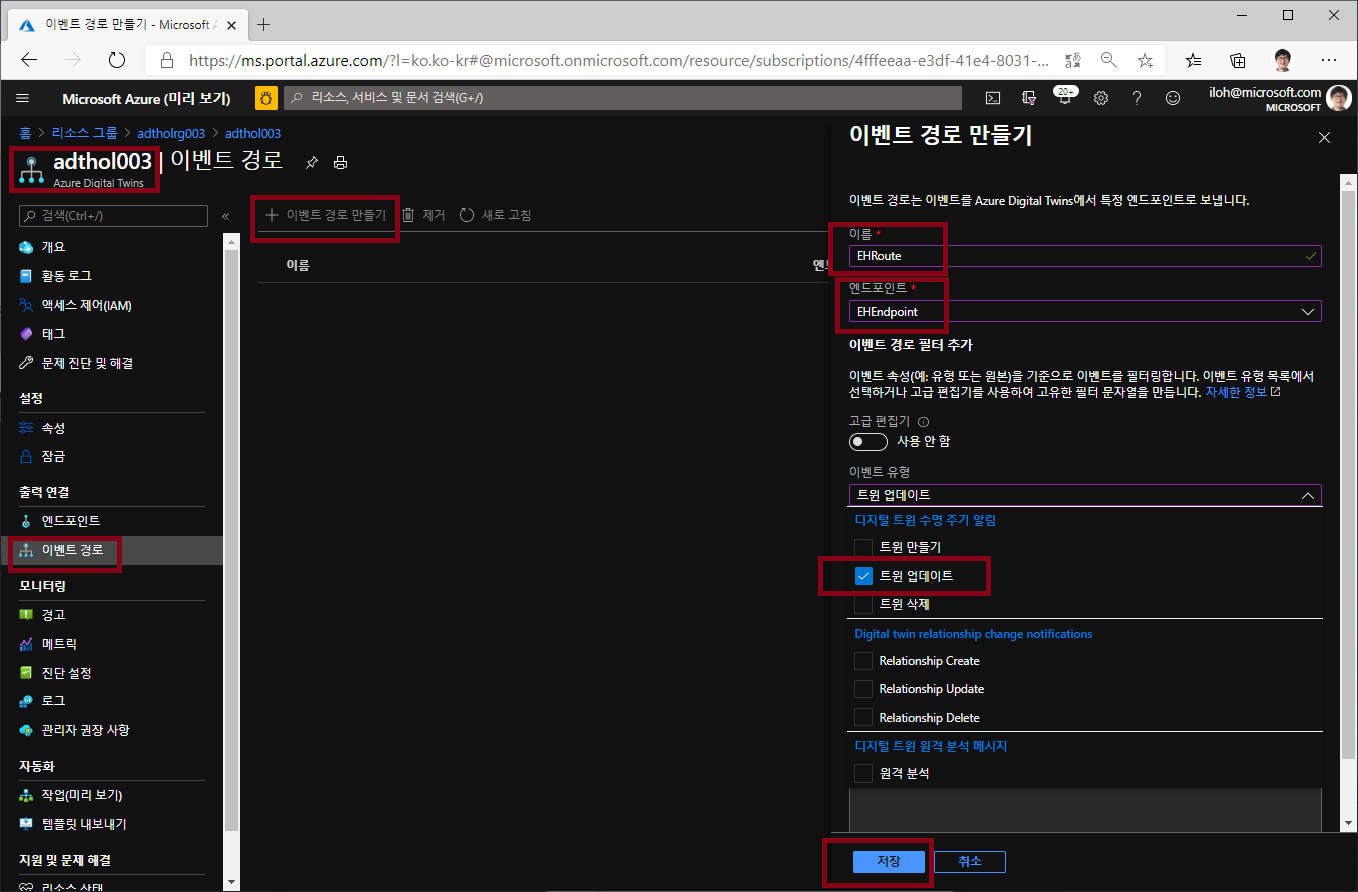 이벤트 경로 만들기 - Microsoft A
https://ms.portal.azure.com/?l=ko.ko-kr#@microsoft.onmicrosoft.com/resource/subscriptions/4fffeeaa-e3df-41e4-8031-...
Microsoft Azure (미리 보기)
리소스, 서비스 및 문서 검색(G+/)
20+
iloh@microsoft.com
MICROSOFT
홈 > 리소스 그룹 > adtholrg003 > adthol003
adthol003 | 이벤트 경로
Azure Digital Twins
검색(Ctrl+/)
«
개요
활동 로그
액세스 제어(IAM)
태그
문제 진단 및 해결
설정
속성
잠금
출력 연결
엔드포인트
이벤트 경로
모니터링
경고
메트릭
진단 설정
로그
관리자 권장 사항
자동화
작업(미리 보기)
템플릿 내보내기
지원 및 문제 해결
리소스 상태
이벤트 경로 만들기
제거
새로 고침
이름
이벤트 경로 만들기
이벤트 경로는 이벤트를 Azure Digital Twins에서 특정 엔드포인트로 보냅니다.
이름 *
EHRoute
엔드포인트 *
EHEndpoint
이벤트 경로 필터 추가
이벤트 속성(예: 유형 또는 원본)을 기준으로 이벤트를 필터링합니다. 이벤트 유형 목록에서
선택하거나 고급 편집기를 사용하여 고유한 필터 문자열을 만듭니다. 자세한 정보
고급 편집기
사용 안 함
이벤트 유형
트윈 업데이트
디지털 트윈 수명 주기 알림
트윈 만들기
트윈 업데이트
트윈 삭제
Digital twin relationship change notifications
Relationship Create
Relationship Update
Relationship Delete
디지털 트윈 원격 분석 메시지
원격 분석
저장
취소